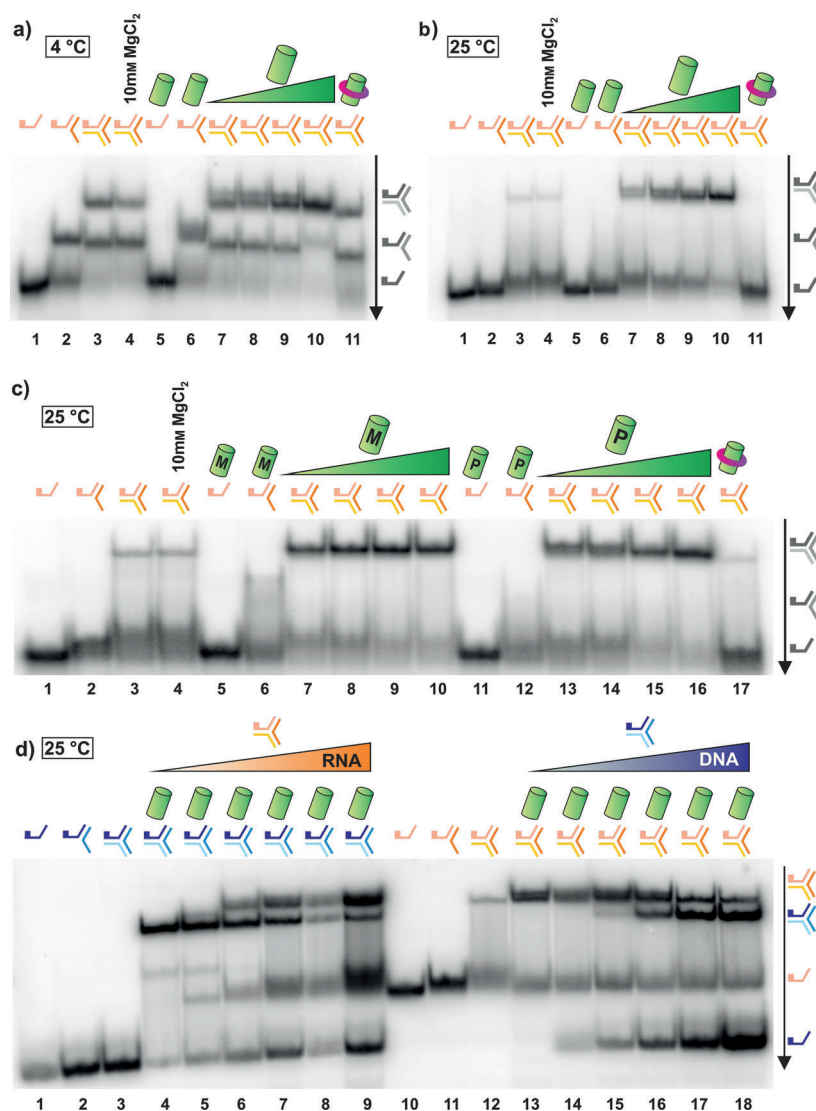 a) 4 °C
10mM MgCl2
1 2 3 4 5 6 7 8 9 10 11
b) 25 °C
10mM MgCl2
1 2 3 4 5 6 7 8 9 10 11
c) 25 °C
10mM MgCl2
M M M P P P
1 2 3 4 5 6 7 8 9 10 11 12 13 14 15 16 17
d) 25 °C
RNA DNA
1 2 3 4 5 6 7 8 9 10 11 12 13 14 15 16 17 18